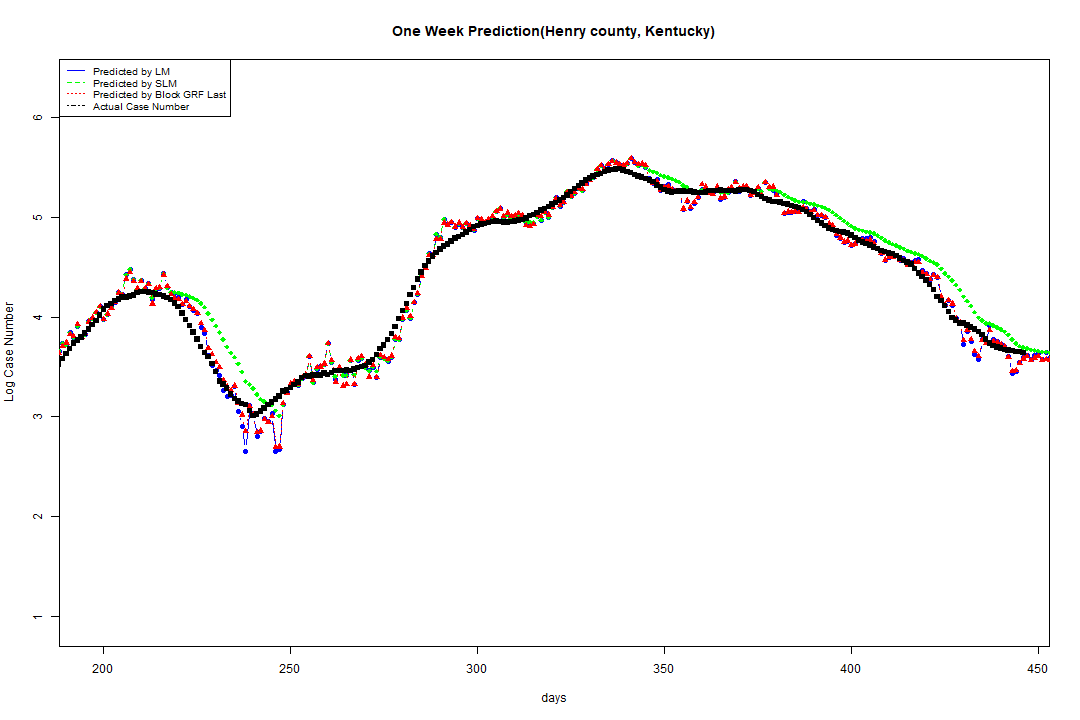 One Week Prediction(Henry county, Kentucky)
Predicted by LM
Predicted by SLM
Predicted by Block GRF Last
Actual Case Number
6
5
4
3
2
1
Log Case Number
200 250 300 350 400 450
days